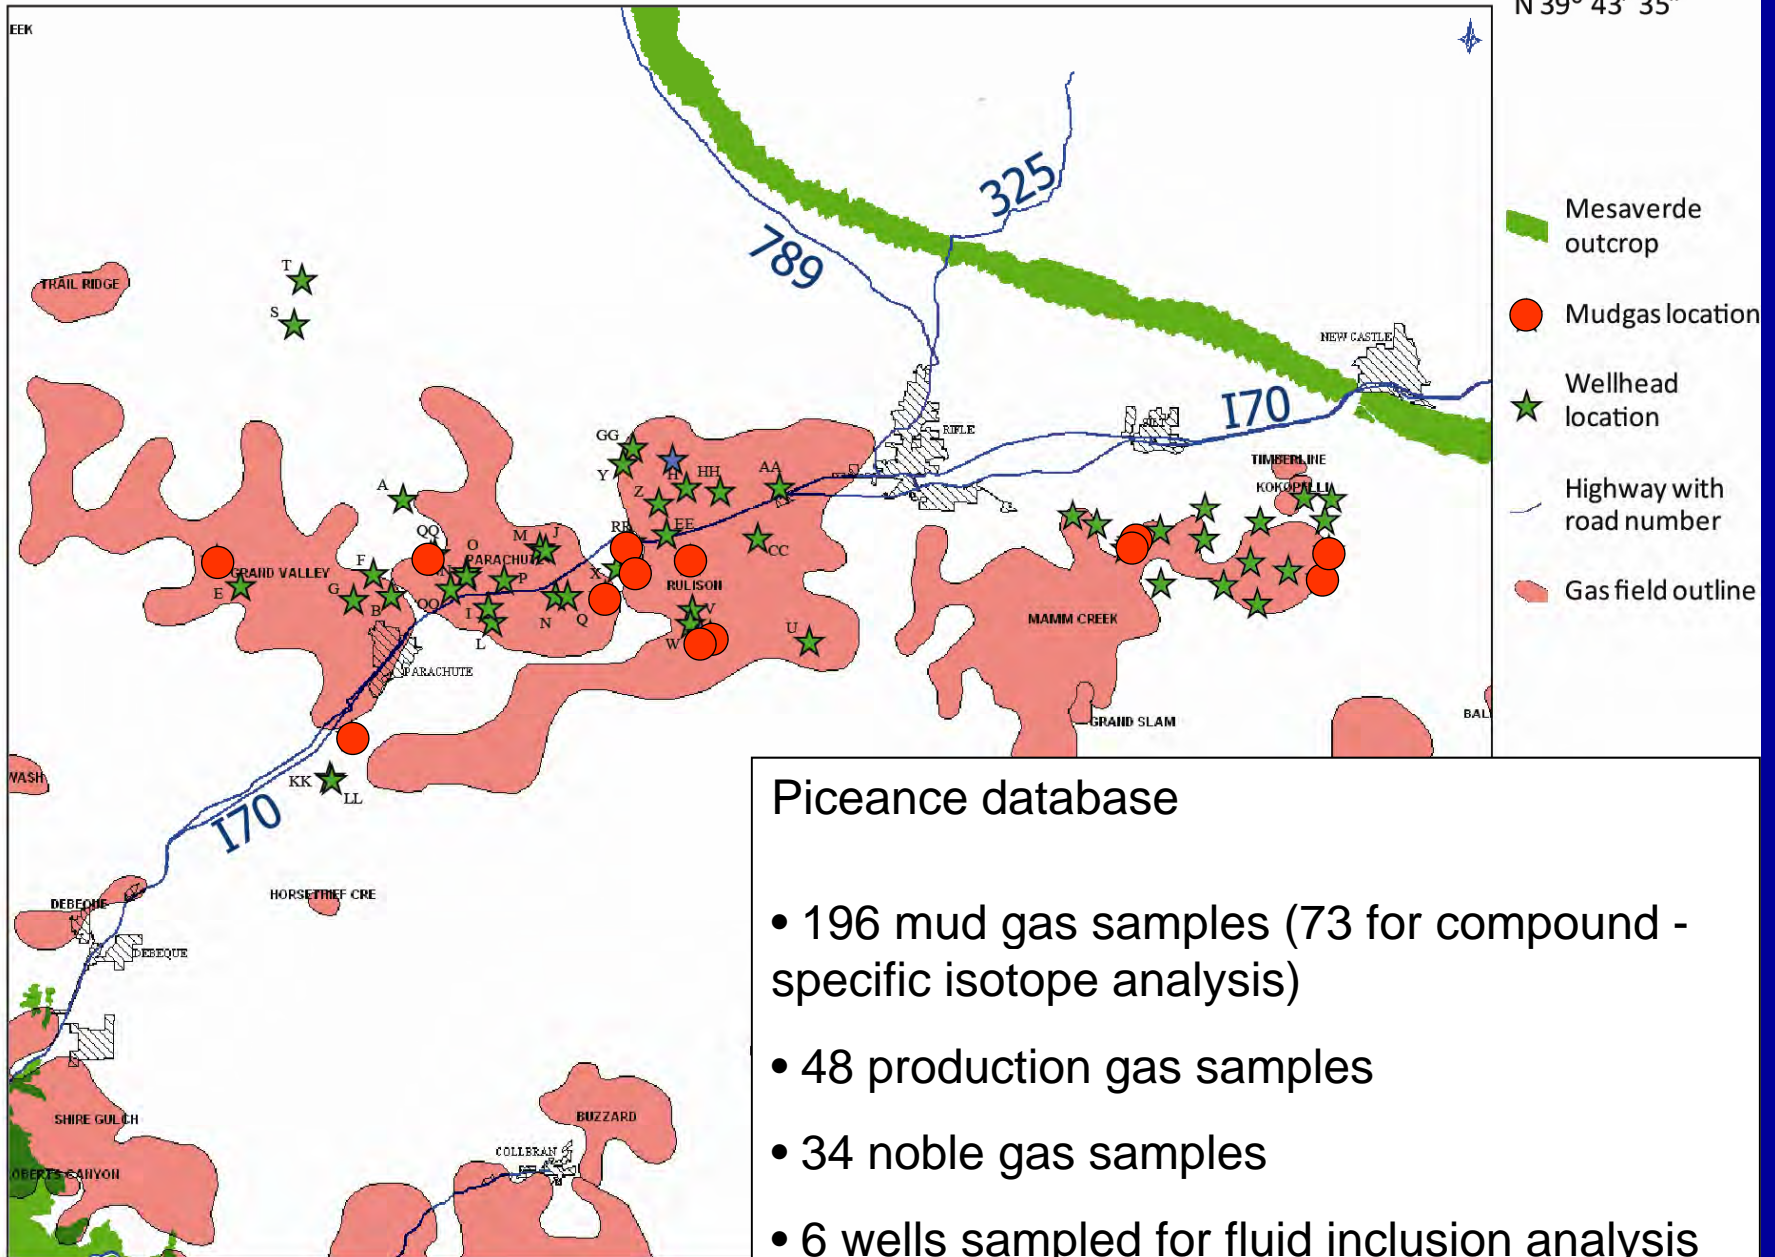 N 39° 43' 35"
EEK
325
789
Mesaverde
outcrop
Mudgas location
Wellhead
location
Highway with
road number
Gas field outline
T
TRAIL RIDGE
S
NEW CASTLE
I70
GG
RIFLE
SILT
Y
H
HH
AA
TIMBERLINE
A
Z
KOKOPALLI
QQ
RR
EE
M
J
O
CC
F
PARACHUTE
GRAND VALLEY
N
P
X
RULISON
E
G
B
QQ
I
N
Q
V
MAMM CREEK
L
W
U
PARACHUTE
GRAND SLAM
BAL
WASH
KK
LL
I70
HORSETHIEF CRE
DEBEQUE
DEBEQUE
SHIRE GULCH
BUZZARD
COLLBRAN
OBERTS CANYON
Piceance database
• 196 mud gas samples (73 for compound -
specific isotope analysis)
• 48 production gas samples
• 34 noble gas samples
• 6 wells sampled for fluid inclusion analysis